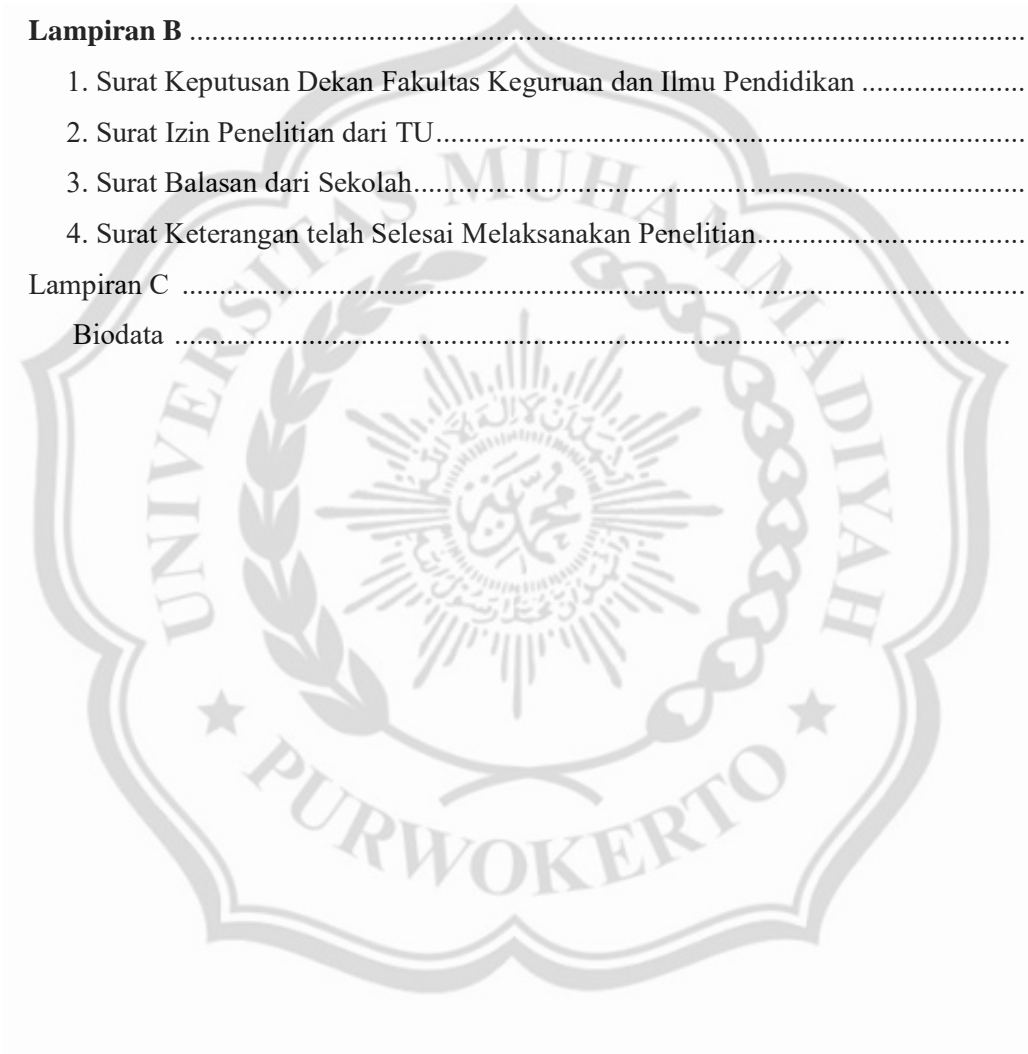 Lampiran B ................................................................................................................
1. Surat Keputusan Dekan Fakultas Keguruan dan Ilmu Pendidikan ......................
2. Surat Izin Penelitian dari TU...............................................................................
3. Surat Balasan dari Sekolah..................................................................................
4. Surat Keterangan telah Selesai Melaksanakan Penelitian....................................
Lampiran C .................................................................................................................
Biodata ................................................................................................................
UNIVERSITAS MUHAMMADIYAH
PURWOKERTO